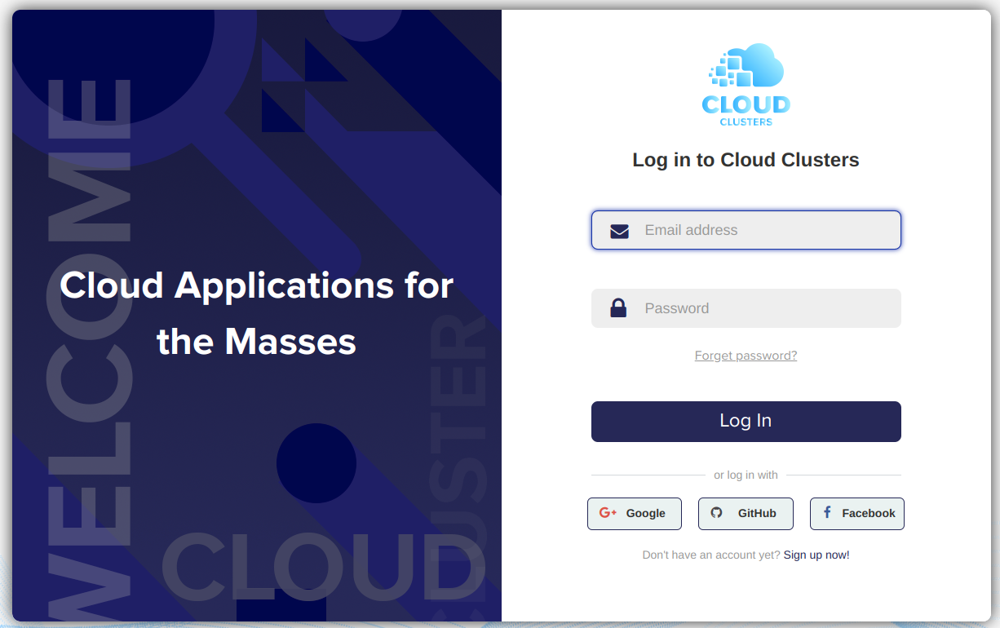 WELCOME
Cloud Applications for
the Masses
CLUSTER
CLOUD
CLOUD
CLUSTERS
Log in to Cloud Clusters
Email address
Password
Forget password?
Log In
or log in with
G+ Google
GitHub
f Facebook
Don't have an account yet? Sign up now!